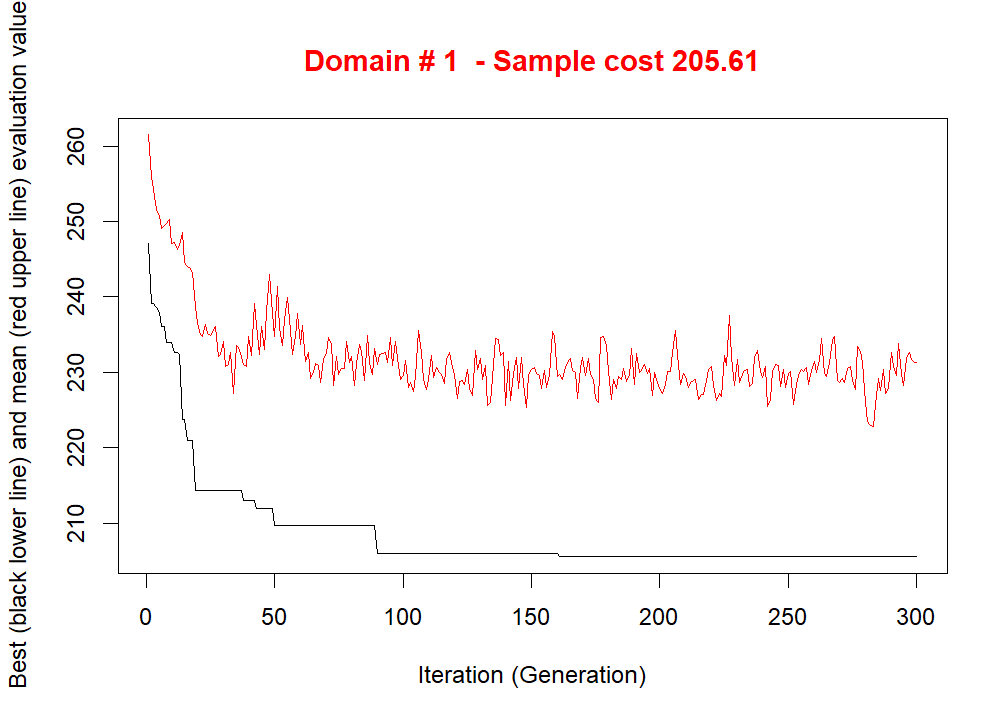 Domain # 1  - Sample cost 205.61
Best (black lower line) and mean (red upper line) evaluation value
260
250
240
230
220
210
0 50 100 150 200 250 300
Iteration (Generation)